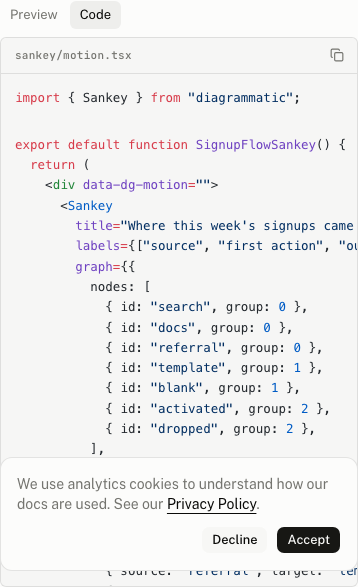 Preview Code
sankey/motion.tsx
import { Sankey } from "diagrammatic";
export default function SignupFlowSankey() {
return (
<div data-dg-motion="">
<Sankey
title="Where this week's signups came
labels={["source", "first action",
graph={{
nodes: [
{ id: "search", group: 0 },
{ id: "docs", group: 0 },
{ id: "referral", group: 0 },
{ id: "template", group: 1 },
{ id: "blank", group: 1 },
{ id: "activated", group: 2 },
{ id: "dropped", group: 2 },
],
We use analytics cookies to understand how our
docs are used. See our Privacy Policy.
Decline Accept
{ source: "referral", target: